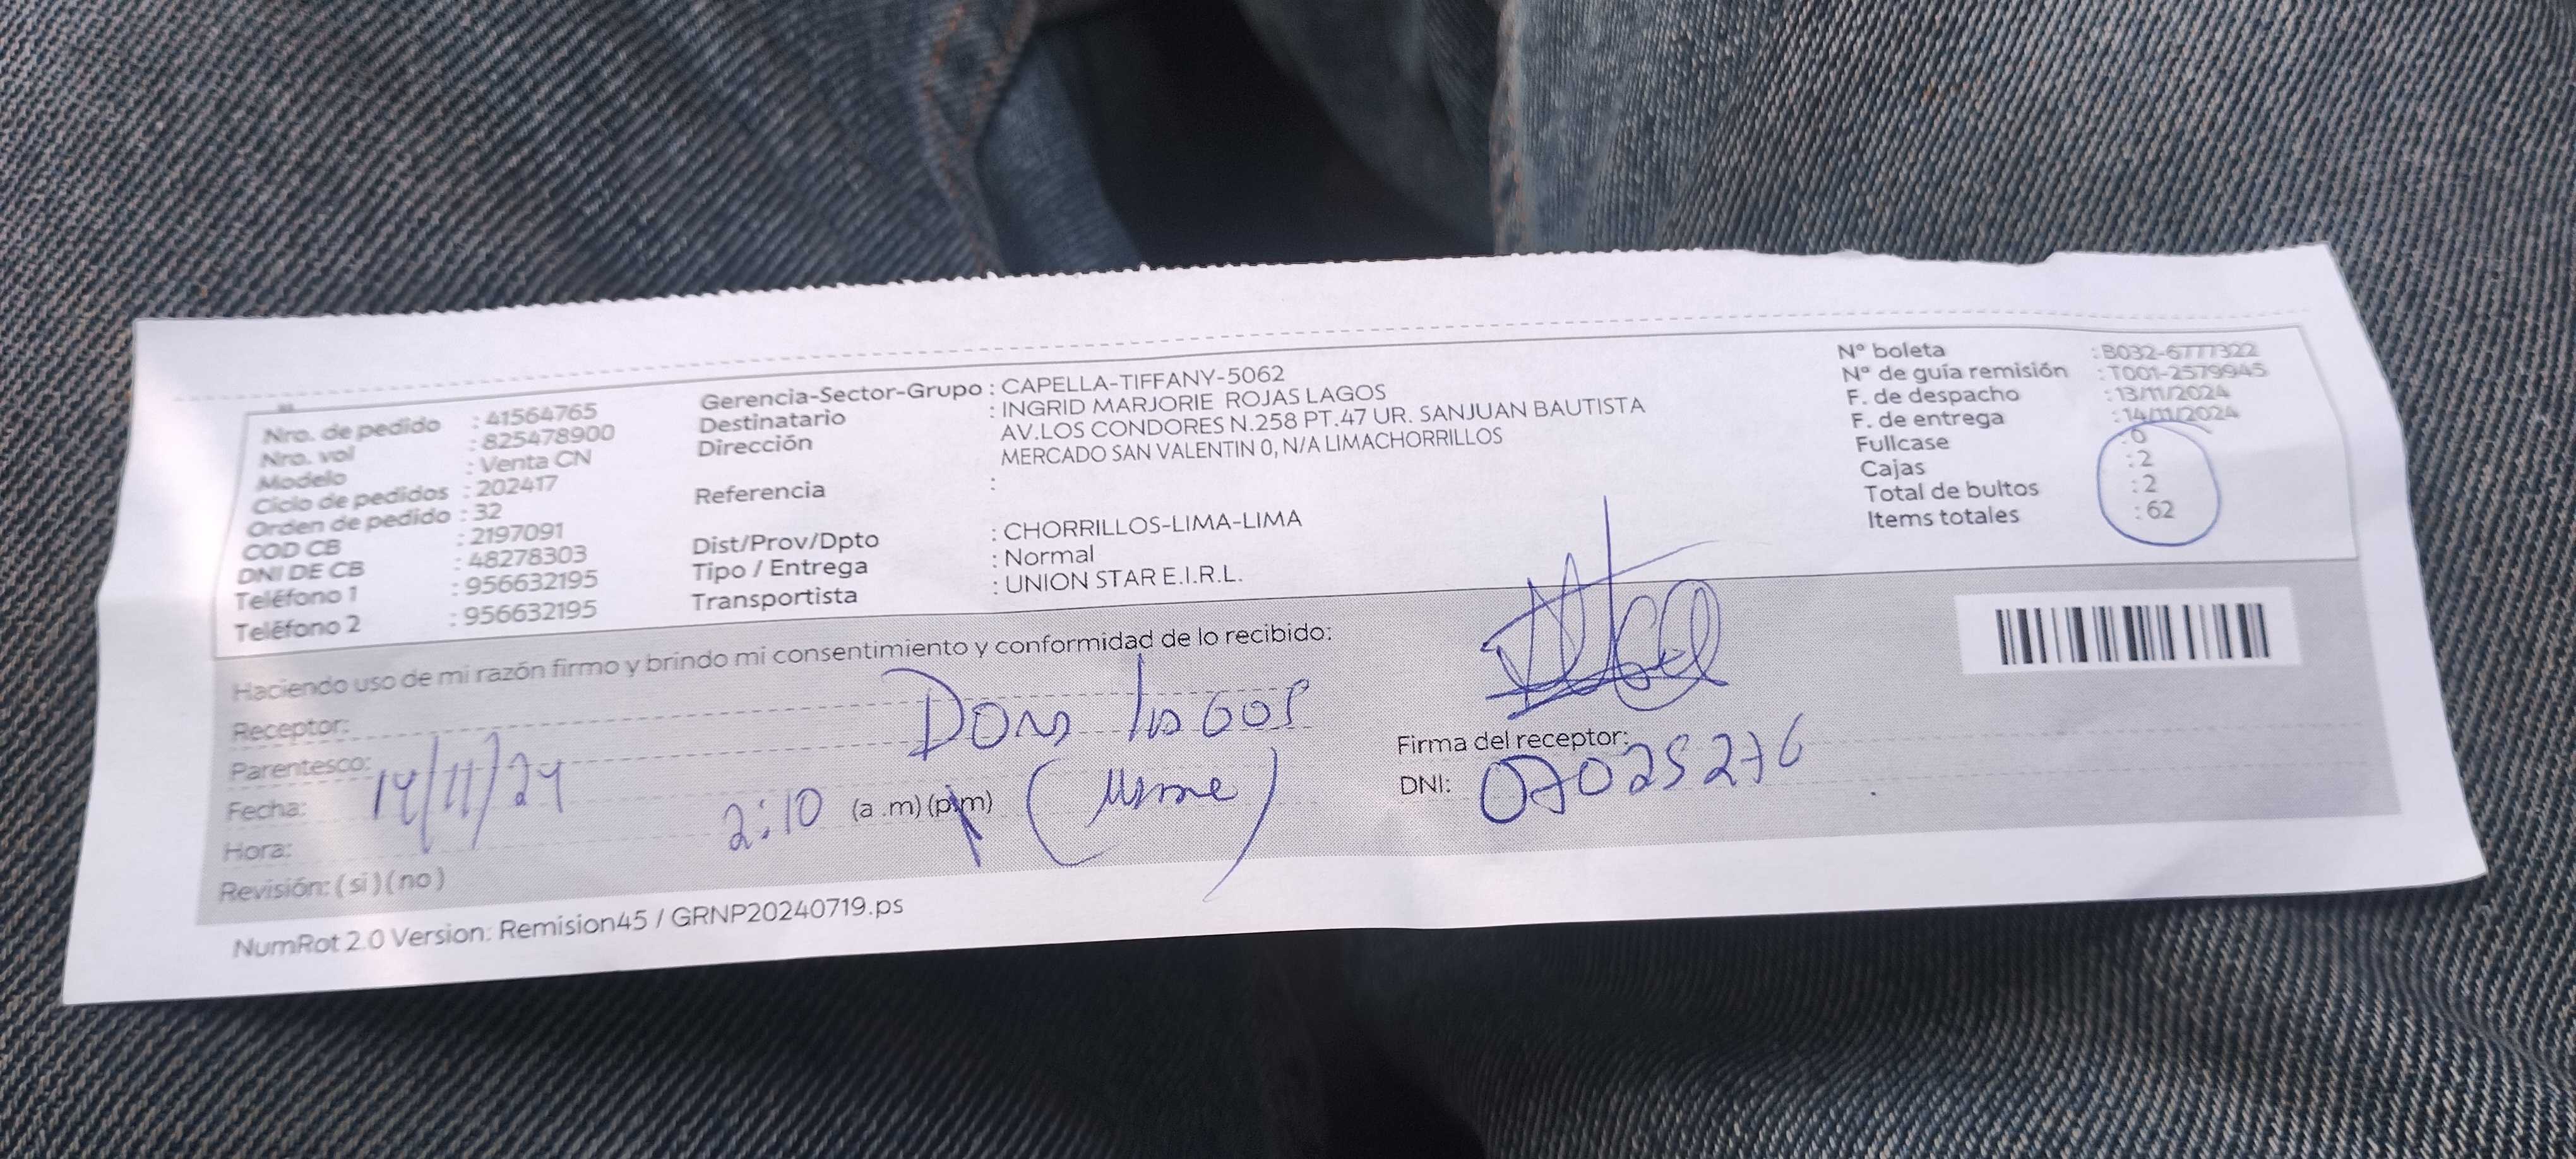 Nro. de pedido : 41564765
Nro. vol : 825478900
Modelo : Venta CN
Ciclo de pedidos : 202417
Orden de pedido : 32
COD CB : 2197091
DNI DE CB : 48278303
Teléfono 1 : 956632195
Teléfono 2 : 956632195
Gerencia-Sector-Grupo : CAPELLA-TIFFANY-5062
Destinatario : INGRID MARJORIE ROJAS LAGOS
Dirección AV.LOS CONDORES N.258 PT.47 UR. SANJUAN BAUTISTA
MERCADO SAN VALENTIN 0, N/A LIMACHORRILLOS
Referencia :
Dist/Prov/Dpto : CHORRILLOS-LIMA-LIMA
Tipo / Entrega : Normal
Transportista : UNION STAR E.I.R.L.
N° boleta : B032-6777322
N° de guía remisión : T001-2579945
F. de despacho : 13/11/2024
F. de entrega : 14/11/2024
Fullcase : 0
Cajas : 2
Total de bultos : 2
Items totales : 62
Haciendo uso de mi razón firmo y brindo mi consentimiento y conformidad de lo recibido:
Receptor: Lagos
Parentesco:
Fecha: 14/11/24
Hora: 2:10 (a .m) (p.m)
Revisión: ( si ) ( no )
Firma del receptor:
DNI: 07025276
NumRot 2.0 Version: Remision45 / GRNP20240719.ps